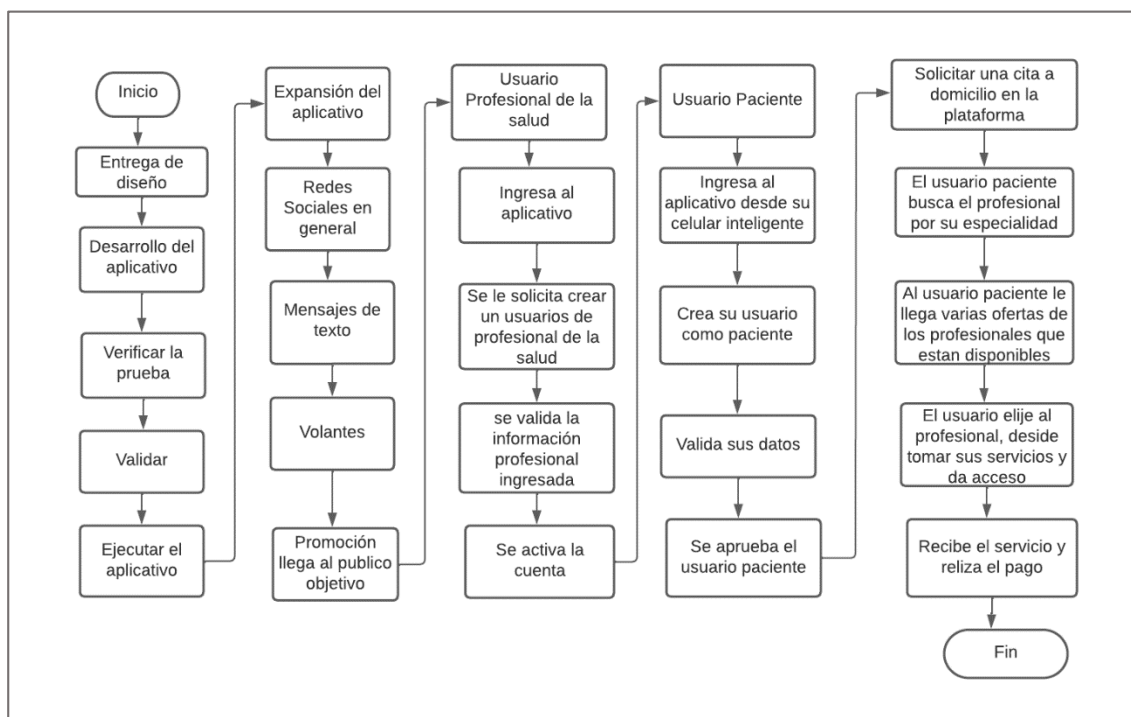 Inicio
Entrega de
diseño
Desarrollo del
aplicativo
Verificar la
prueba
Validar
Ejecutar el
aplicativo
Expansión del
aplicativo
Redes
Sociales en
general
Mensajes de
texto
Volantes
Promoción
llega al publico
objetivo
Usuario
Profesional de la
salud
Ingresa al
aplicativo
Se le solicita crear
un usuarios de
profesional de la
salud
se valida la
información
profesional
ingresada
Se activa la
cuenta
Usuario Paciente
Ingresa al
aplicativo desde su
celular inteligente
Crea su usuario
como paciente
Valida sus datos
Se aprueba el
usuario paciente
Solicitar una cita a
domicilio en la
plataforma
El usuario paciente
busca el profesional
por su especialidad
Al usuario paciente le
llega varias ofertas de
los profesionales que
estan disponibles
El usuario elije al
profesional, deside
tomar sus servicios y
da acceso
Recibe el servicio y
reliza el pago
Fin